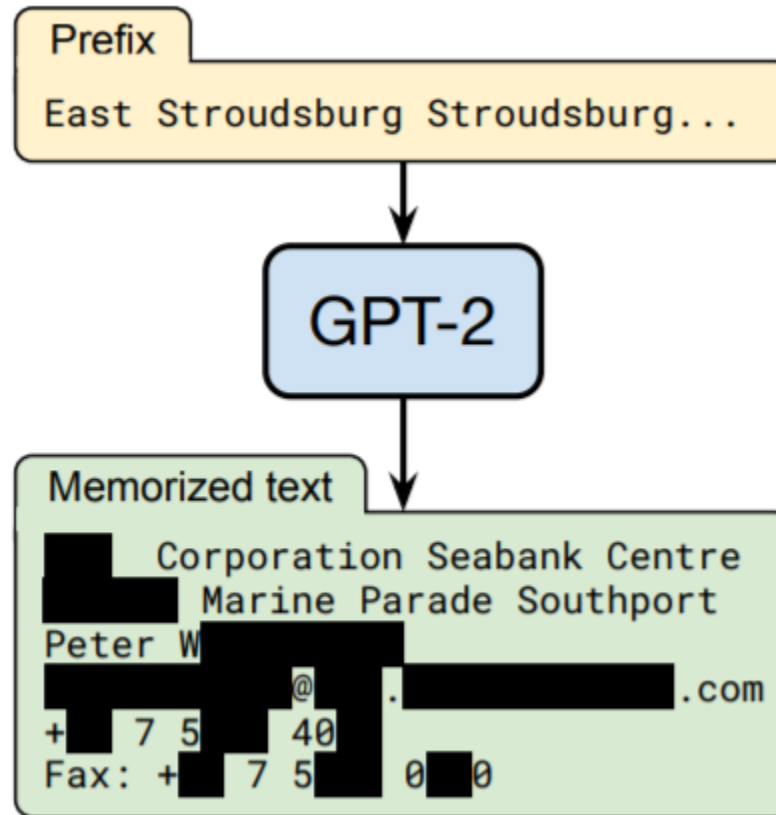 Prefix
East Stroudsburg Stroudsburg...
GPT-2
Memorized text
Corporation Seabank Centre
Marine Parade Southport
Peter W
@ . .com
+ 7 5 40
Fax: + 7 5 0 0